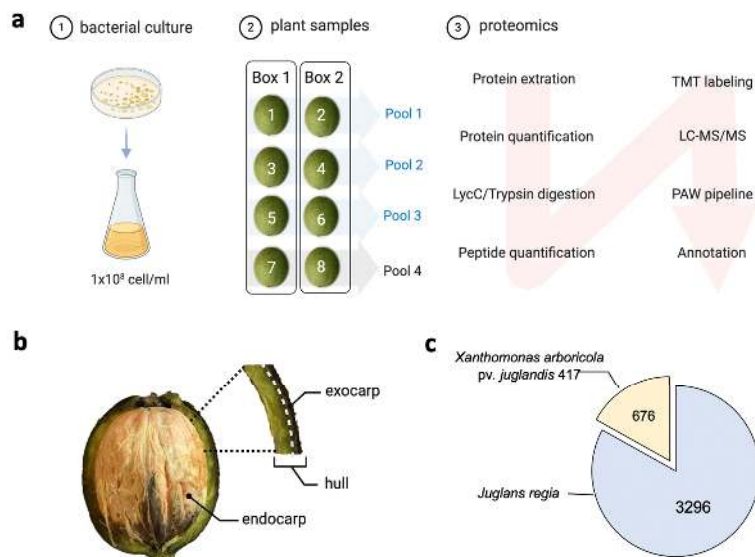 a
1 bacterial culture
1x10⁸ cell/ml
2 plant samples
Box 1 Box 2
1 2 Pool 1
3 4 Pool 2
5 6 Pool 3
7 8 Pool 4
3 proteomics
Protein extration
Protein quantification
LycC/Trypsin digestion
Peptide quantification
TMT labeling
LC-MS/MS
PAW pipeline
Annotation
b
exocarp
hull
endocarp
c
Xanthomonas arboricola
pv. juglandis 417
676
Juglans regia
3296